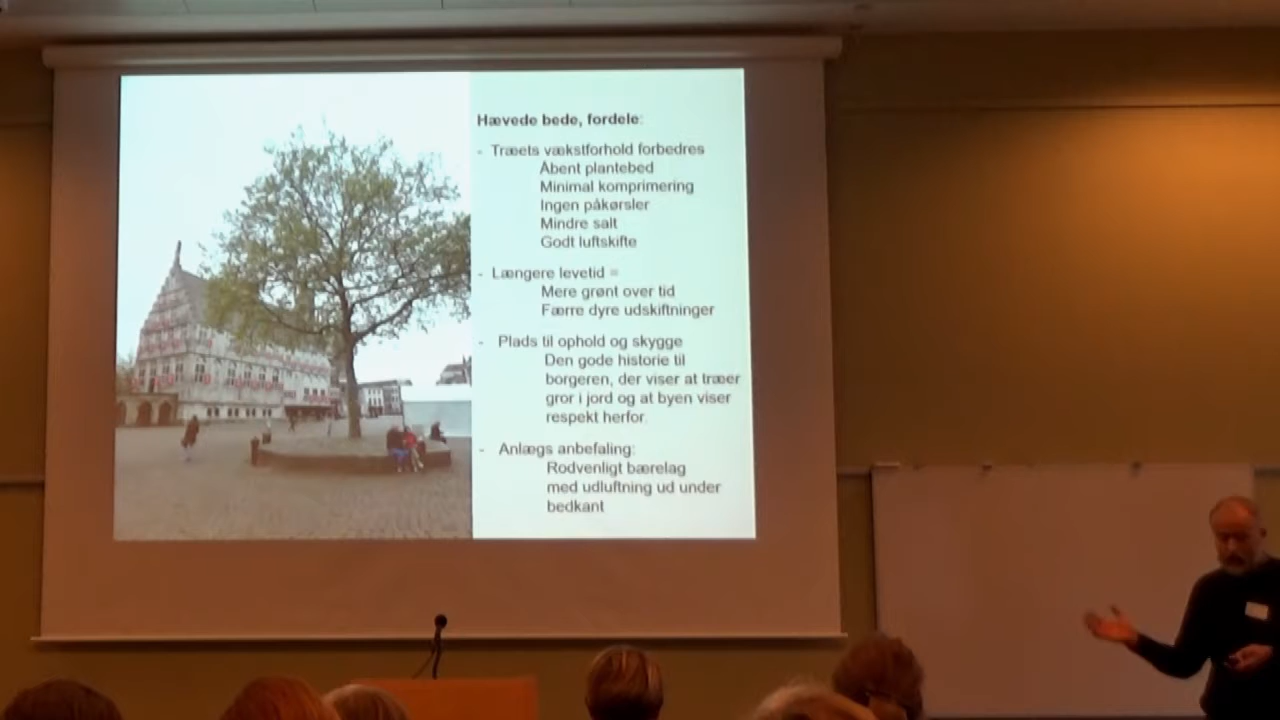 Hævede bede, fordele:
- Træets vækstforhold forbedres
Åbent plantebed
Minimal komprimering
Ingen påkørsler
Mindre salt
Godt luftskifte
- Længere levetid =
Mere grønt over tid
Færre dyre udskiftninger
- Plads til ophold og skygge
Den gode historie til
borgeren, der viser at træer
gror i jord og at byen viser
respekt herfor.
- Anlægs anbefaling:
Rodvenligt bærelag
med udluftning ud under
bedkant